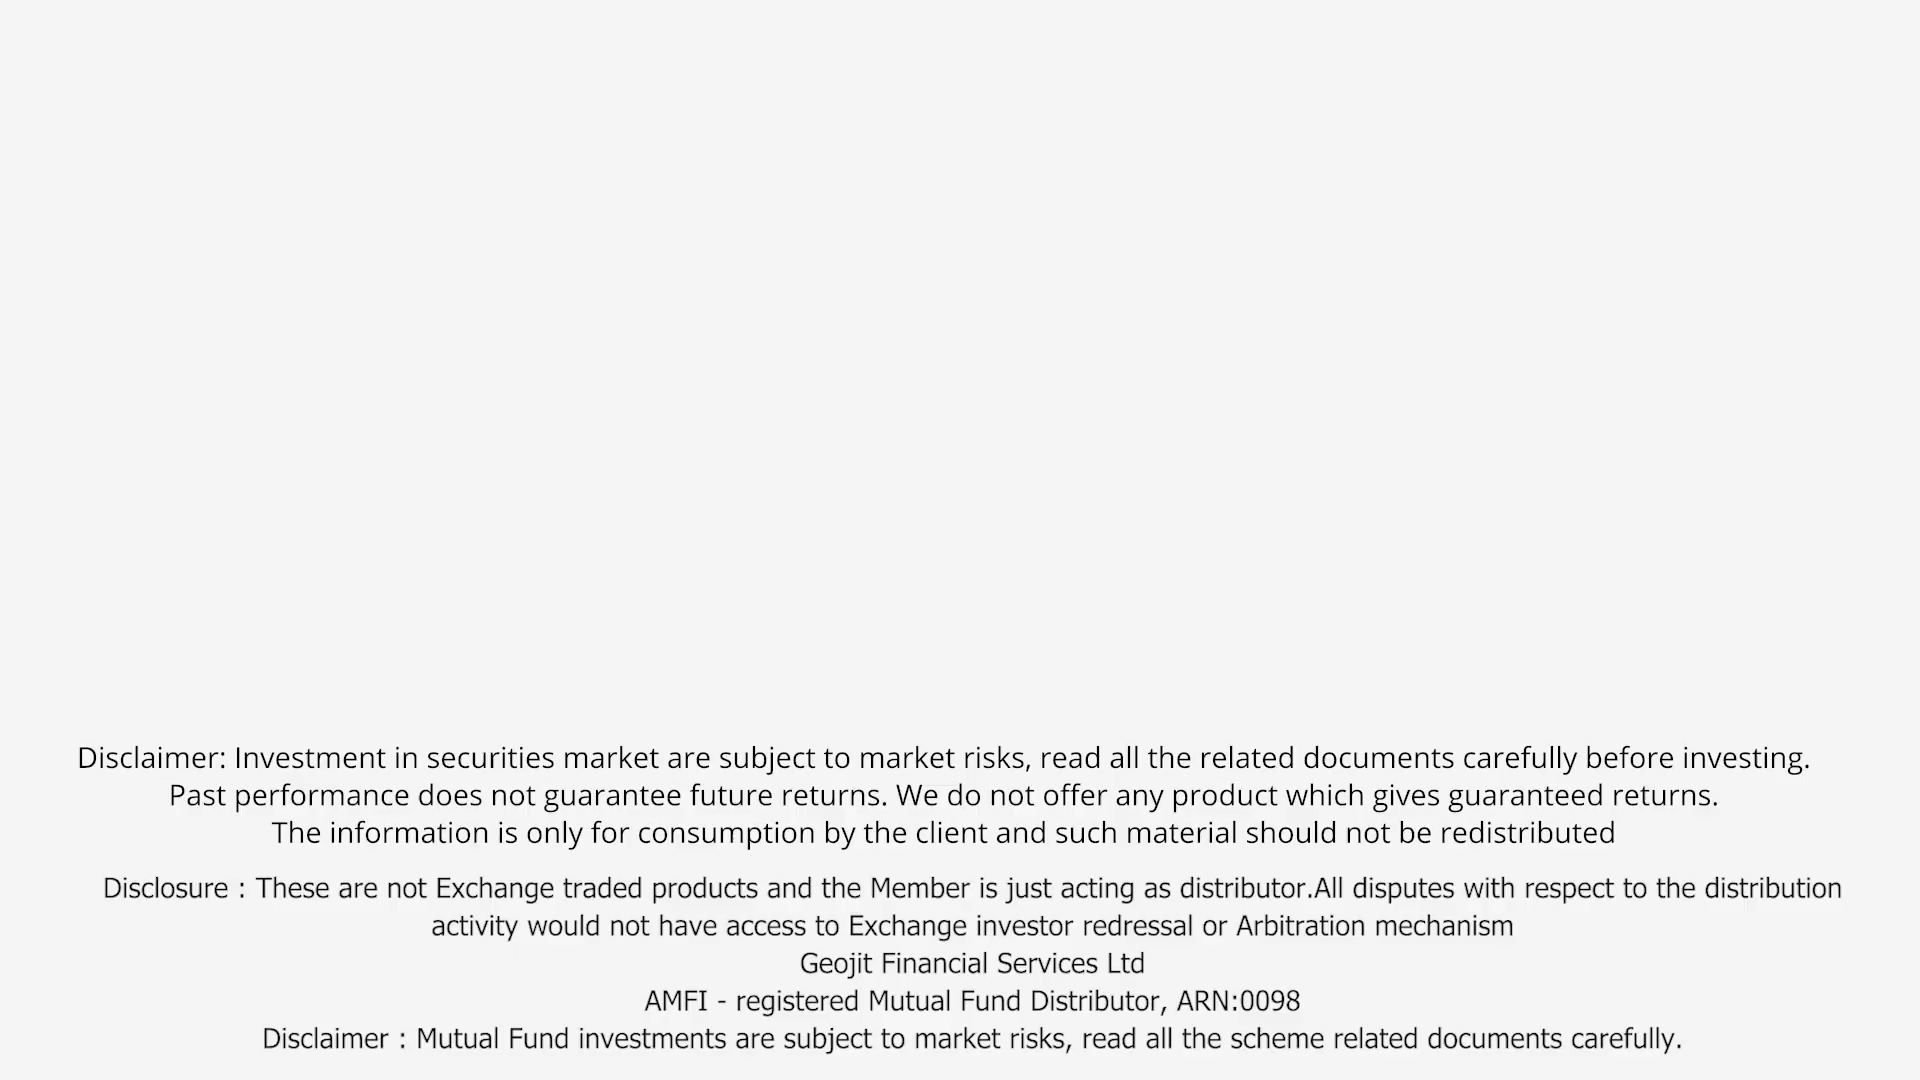 Disclaimer: Investment in securities market are subject to market risks, read all the related documents carefully before investing.
Past performance does not guarantee future returns. We do not offer any product which gives guaranteed returns.
The information is only for consumption by the client and such material should not be redistributed
Disclosure : These are not Exchange traded products and the Member is just acting as distributor.All disputes with respect to the distribution
activity would not have access to Exchange investor redressal or Arbitration mechanism
Geojit Financial Services Ltd
AMFI - registered Mutual Fund Distributor, ARN:0098
Disclaimer : Mutual Fund investments are subject to market risks, read all the scheme related documents carefully.